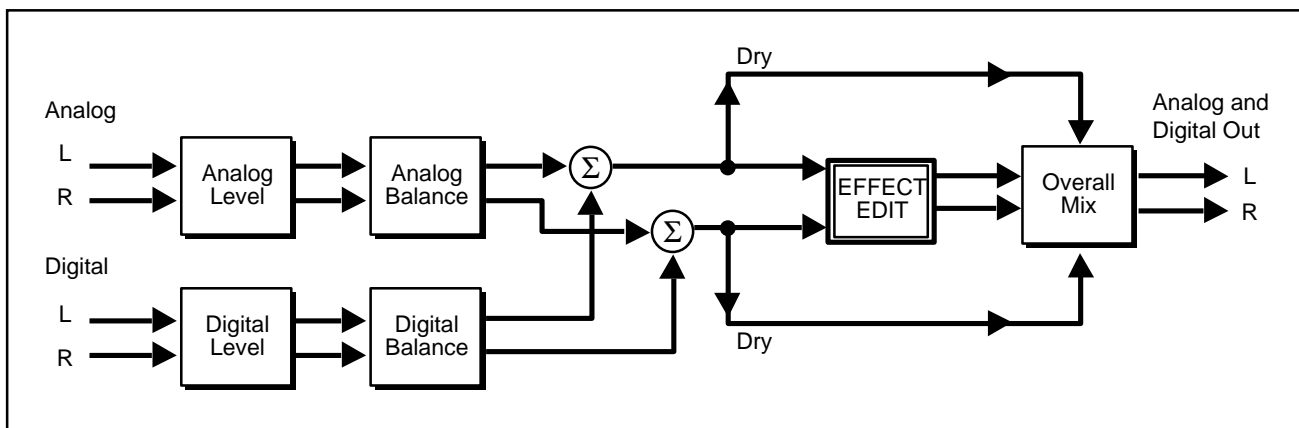 Dry
Analog
L
R
Analog
Level
Analog
Balance
Σ
Σ
EFFECT
EDIT
Overall
Mix
Analog and
Digital Out
L
R
Digital
L
R
Digital
Level
Digital
Balance
Dry